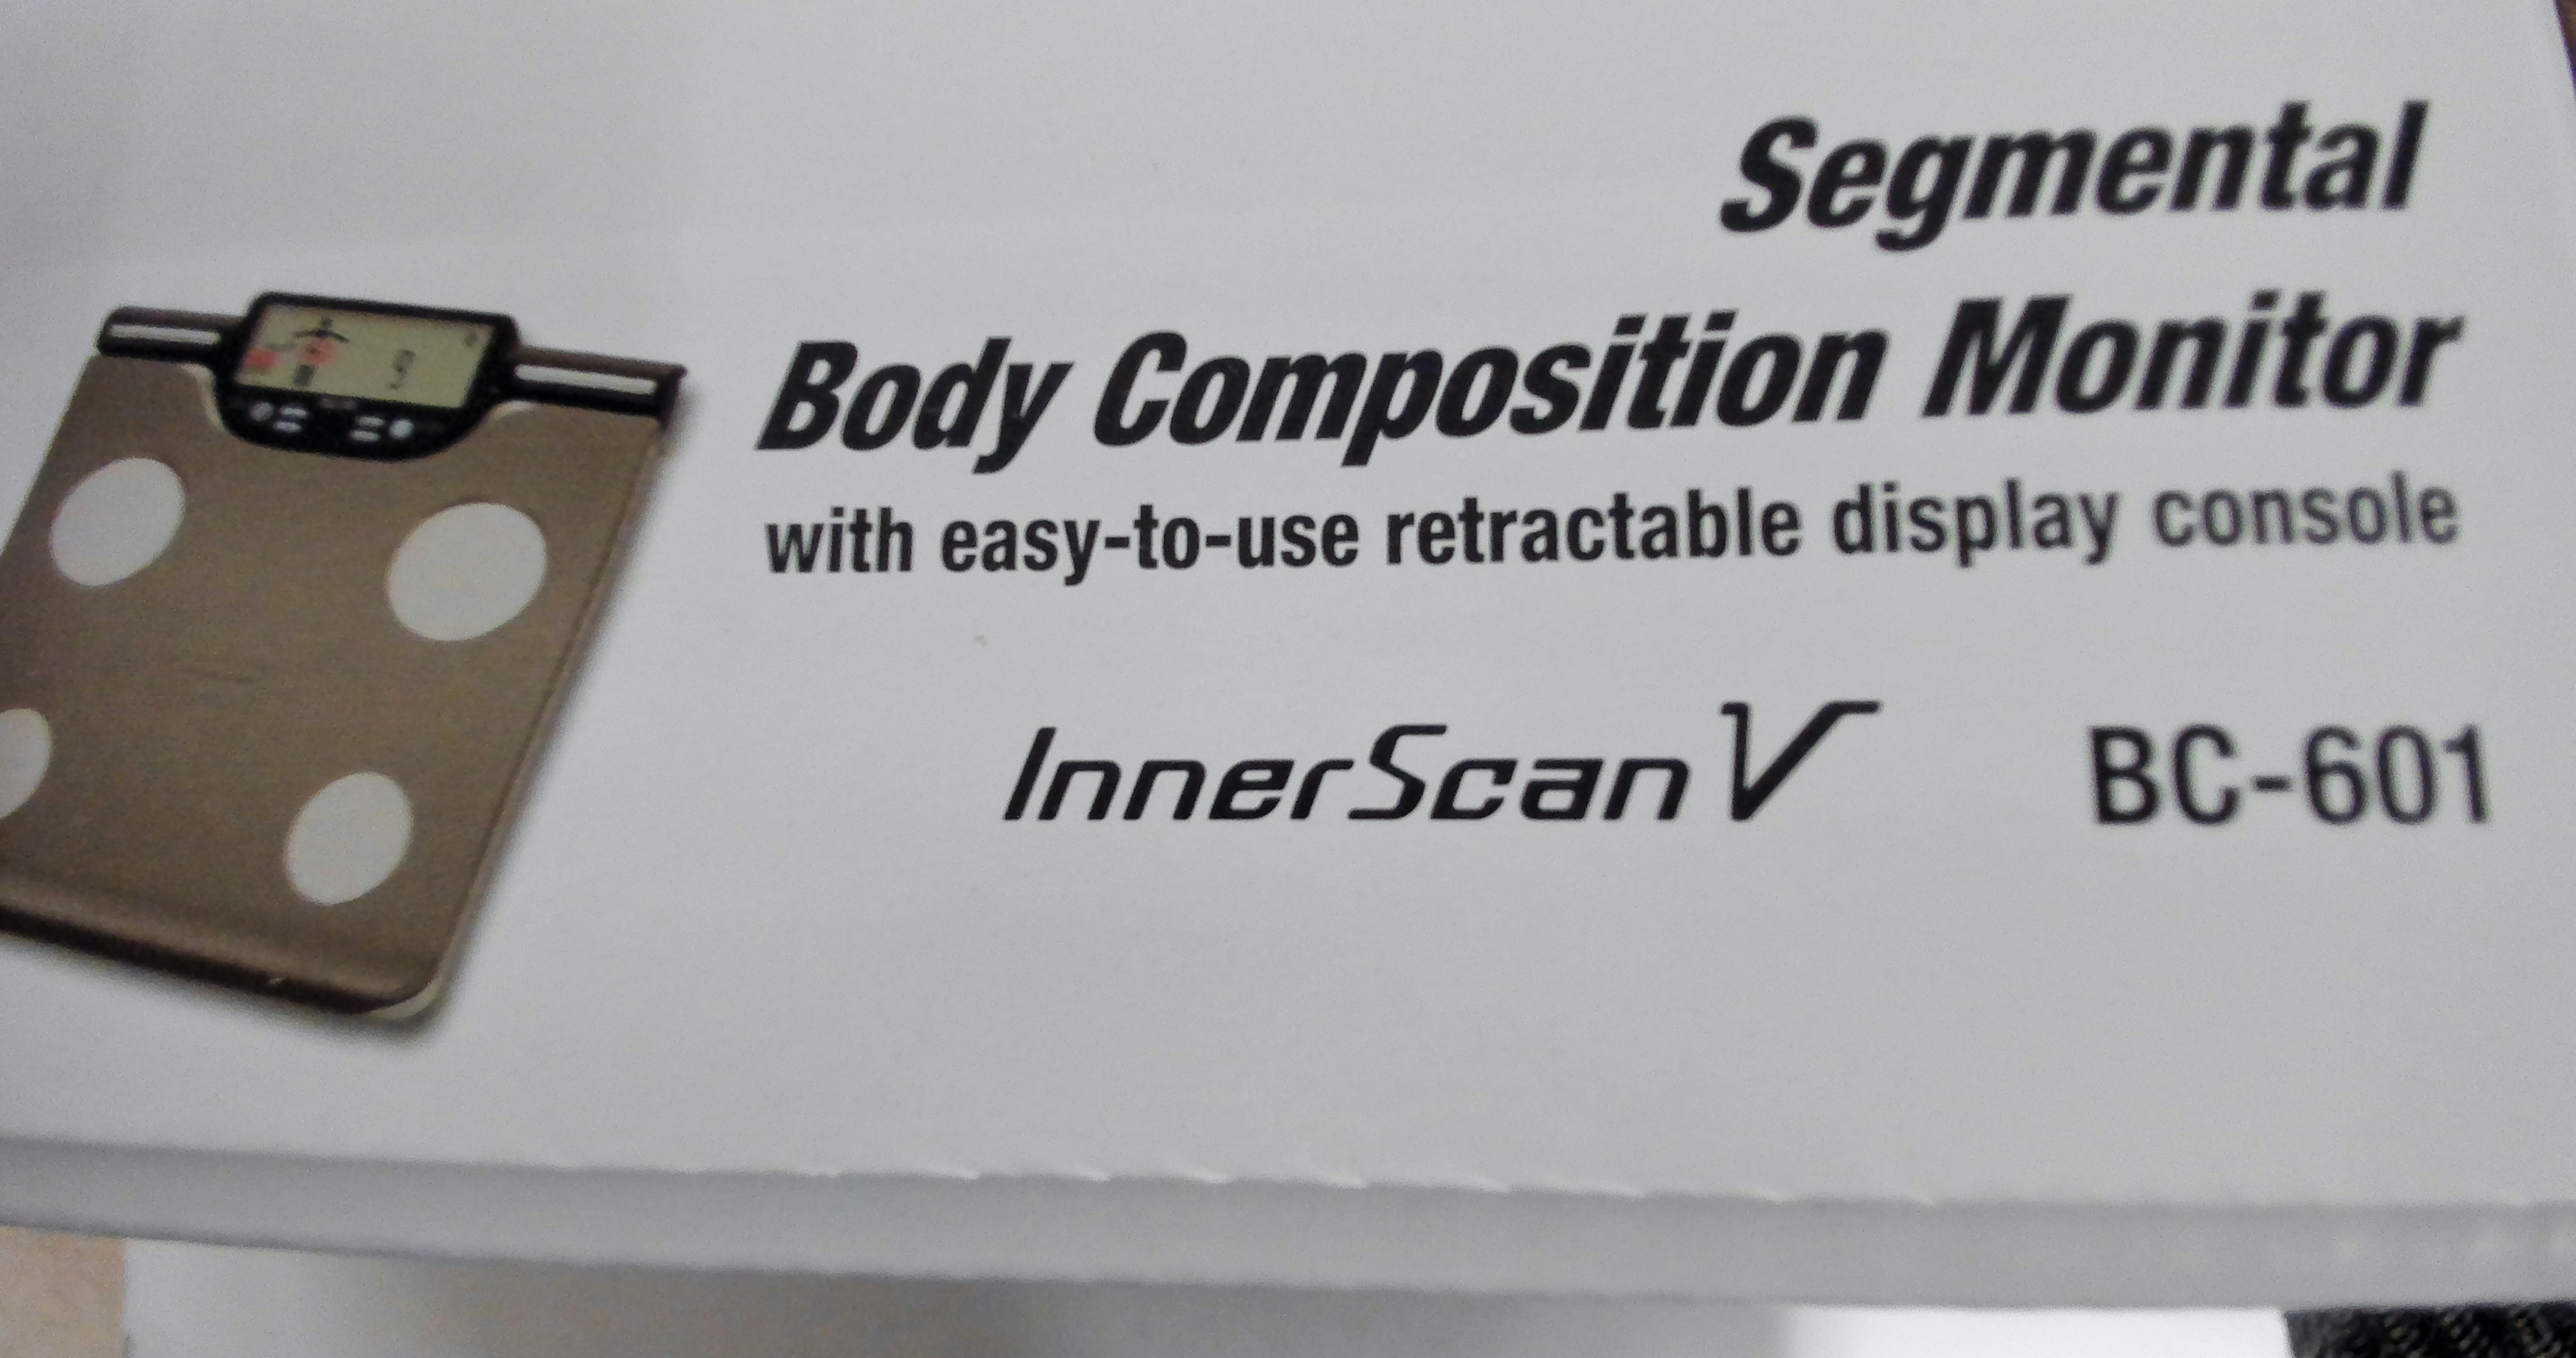 Segmental
Body Composition Monitor
with easy-to-use retractable display console
InnerScan V BC-601